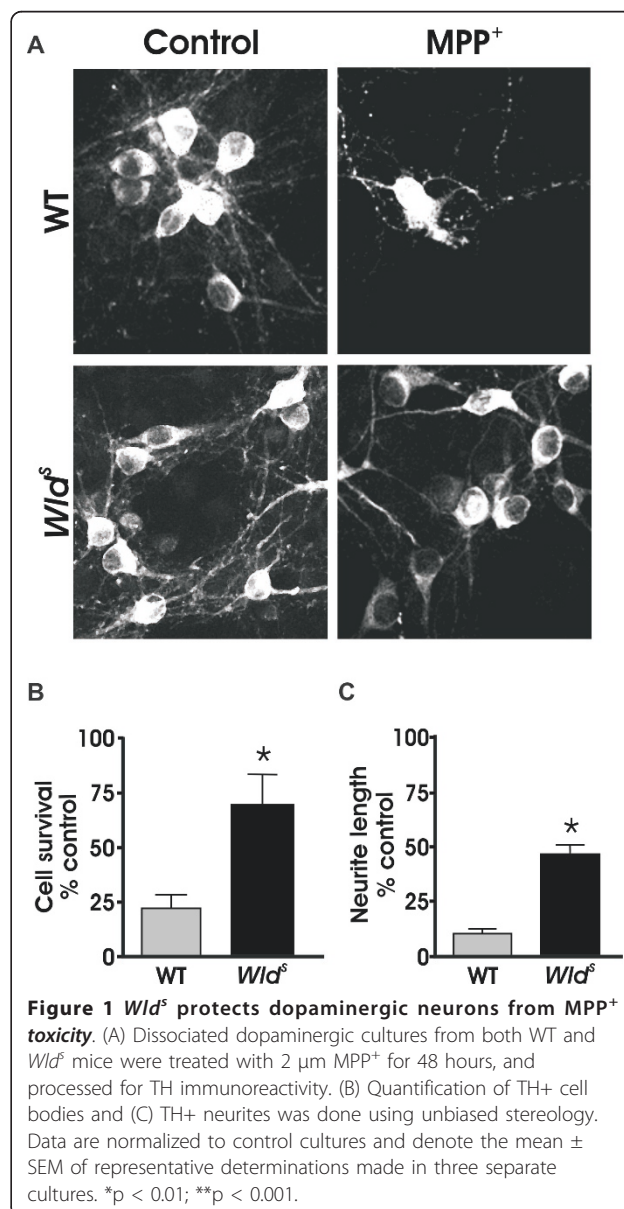 A
Control MPP⁺
WT
Wldˢ
B
Cell survival
% control
100
75
50
25
0
*
WT Wldˢ
C
Neurite length
% control
100
75
50
25
0
*
WT Wldˢ
Figure 1 Wldˢ protects dopaminergic neurons from MPP⁺
toxicity. (A) Dissociated dopaminergic cultures from both WT and
Wldˢ mice were treated with 2 μm MPP⁺ for 48 hours, and
processed for TH immunoreactivity. (B) Quantification of TH+ cell
bodies and (C) TH+ neurites was done using unbiased stereology.
Data are normalized to control cultures and denote the mean ±
SEM of representative determinations made in three separate
cultures. *p < 0.01; **p < 0.001.